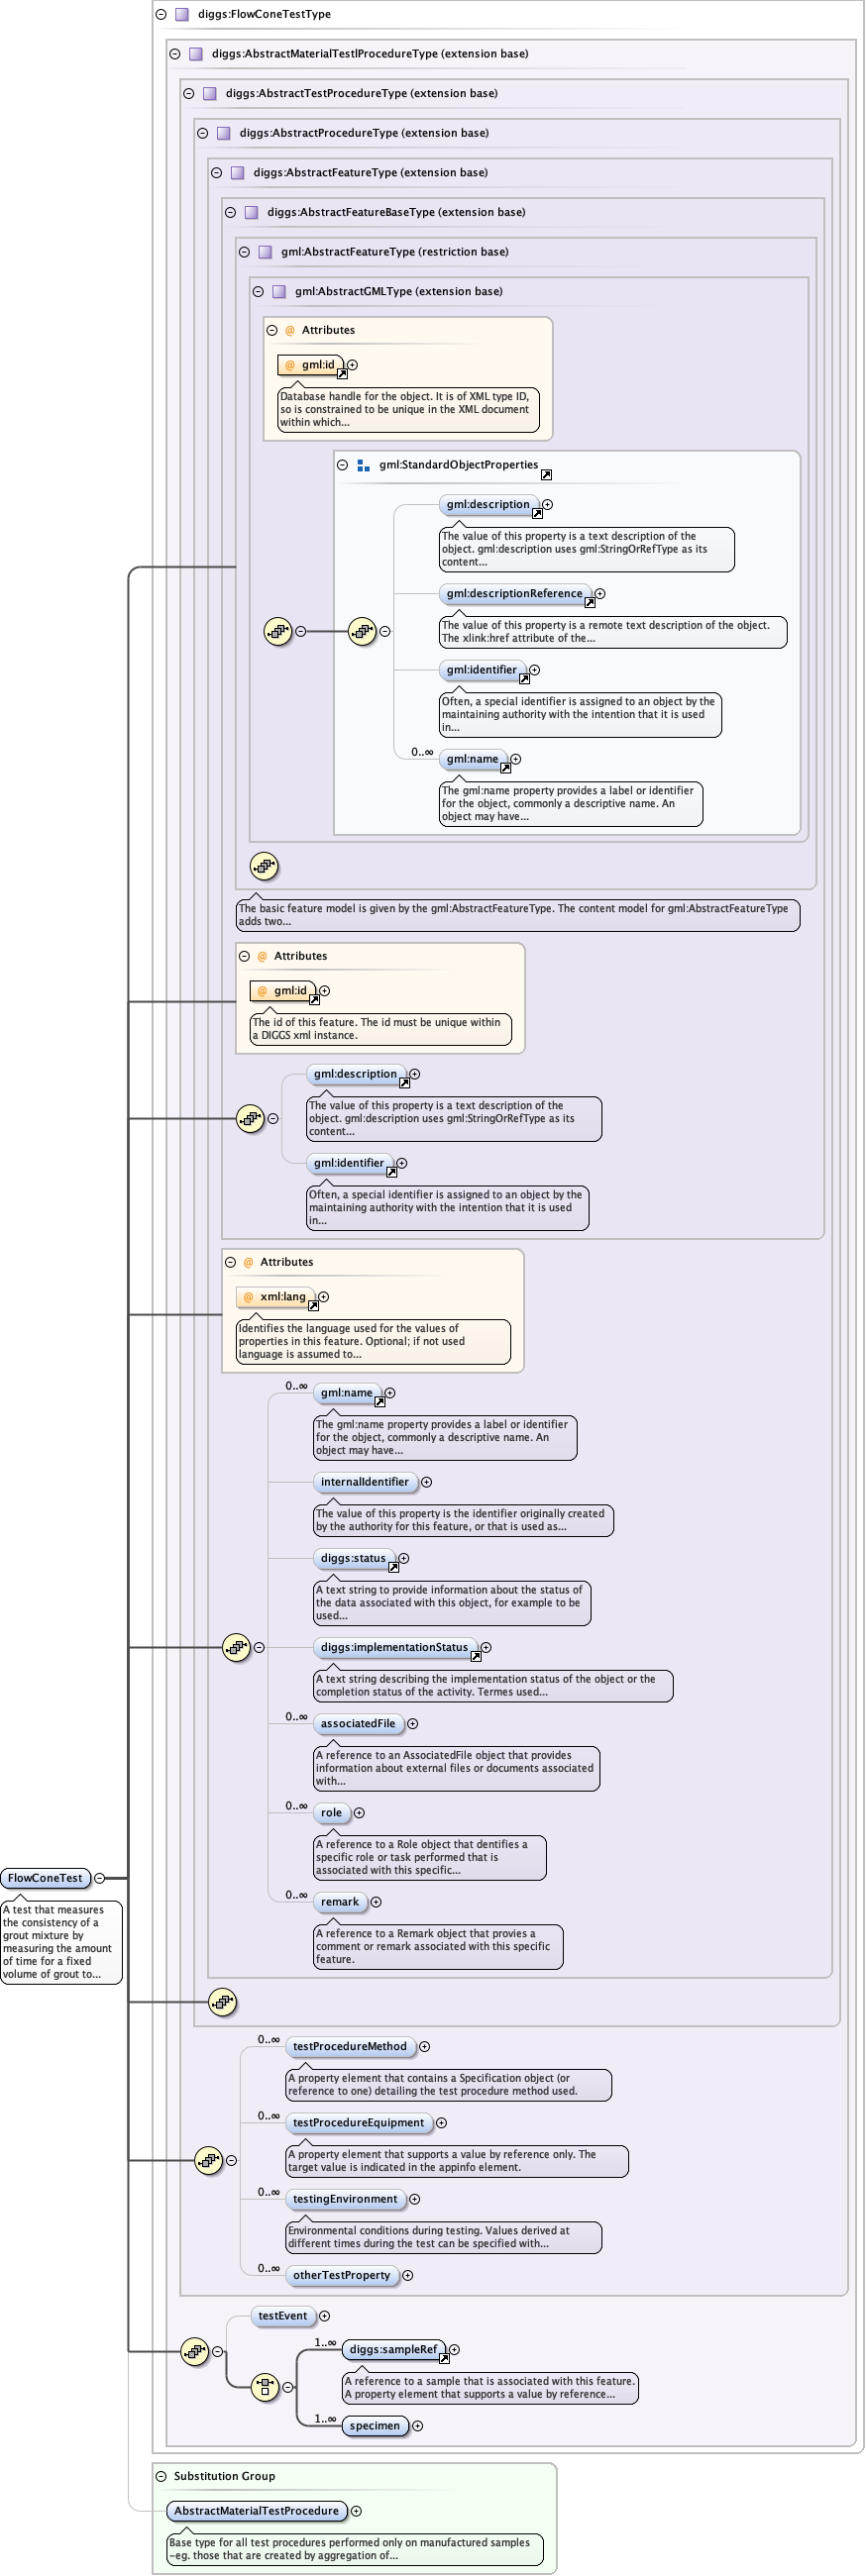 diggs:FlowConeTestType
diggs:AbstractMaterialTestlProcedureType (extension base)
diggs:AbstractTestProcedureType (extension base)
diggs:AbstractProcedureType (extension base)
diggs:AbstractFeatureType (extension base)
diggs:AbstractFeatureBaseType (extension base)
gml:AbstractFeatureType (restriction base)
gml:AbstractGMLType (extension base)
@ Attributes
@ gml:id
Database handle for the object. It is of XML type ID,
so is constrained to be unique in the XML document
within which...
gml:StandardObjectProperties
gml:description
The value of this property is a text description of the
object. gml:description uses gml:StringOrRefType as its
content...
gml:descriptionReference
The value of this property is a remote text description of the object.
The xlink:href attribute of the...
gml:identifier
Often, a special identifier is assigned to an object by the
maintaining authority with the intention that it is used
in...
0..∞
gml:name
The gml:name property provides a label or identifier
for the object, commonly a descriptive name. An
object may have...
The basic feature model is given by the gml:AbstractFeatureType. The content model for gml:AbstractFeatureType
adds two...
@ Attributes
@ gml:id
The id of this feature. The id must be unique within
a DIGGS xml instance.
gml:description
The value of this property is a text description of the
object. gml:description uses gml:StringOrRefType as its
content...
gml:identifier
Often, a special identifier is assigned to an object by the
maintaining authority with the intention that it is used
in...
@ Attributes
@ xml:lang
Identifies the language used for the values of
properties in this feature. Optional; if not used
language is assumed to...
0..∞
gml:name
The gml:name property provides a label or identifier
for the object, commonly a descriptive name. An
object may have...
internalIdentifier
The value of this property is the identifier originally created
by the authority for this feature, or that is used as...
diggs:status
A text string to provide information about the status of
the data associated with this object, for example to be
used...
diggs:implementationStatus
A text string describing the implementation status of the object or the
completion status of the activity. Termes used...
0..∞
associatedFile
A reference to an AssociatedFile object that provides
information about external files or documents associated
with...
0..∞
role
A reference to a Role object that dentifies a
specific role or task performed that is
associated with this specific...
0..∞
remark
A reference to a Remark object that provies a
comment or remark associated with this specific
feature.
FlowConeTest
A test that measures
the consistency of a
grout mixture by
measuring the amount
of time for a fixed
volume of grout to...
0..∞
testProcedureMethod
A property element that contains a Specification object (or
reference to one) detailing the test procedure method used.
0..∞
testProcedureEquipment
A property element that supports a value by reference only. The
target value is indicated in the appinfo element.
0..∞
testingEnvironment
Environmental conditions during testing. Values derived at
different times during the test can be specified with...
0..∞
otherTestProperty
testEvent
1..∞
diggs:sampleRef
A reference to a sample that is associated with this feature.
A property element that supports a value by reference...
1..∞
specimen
Substitution Group
AbstractMaterialTestProcedure
Base type for all test procedures performed only on manufactured samples
-eg. those that are created by aggregation of...